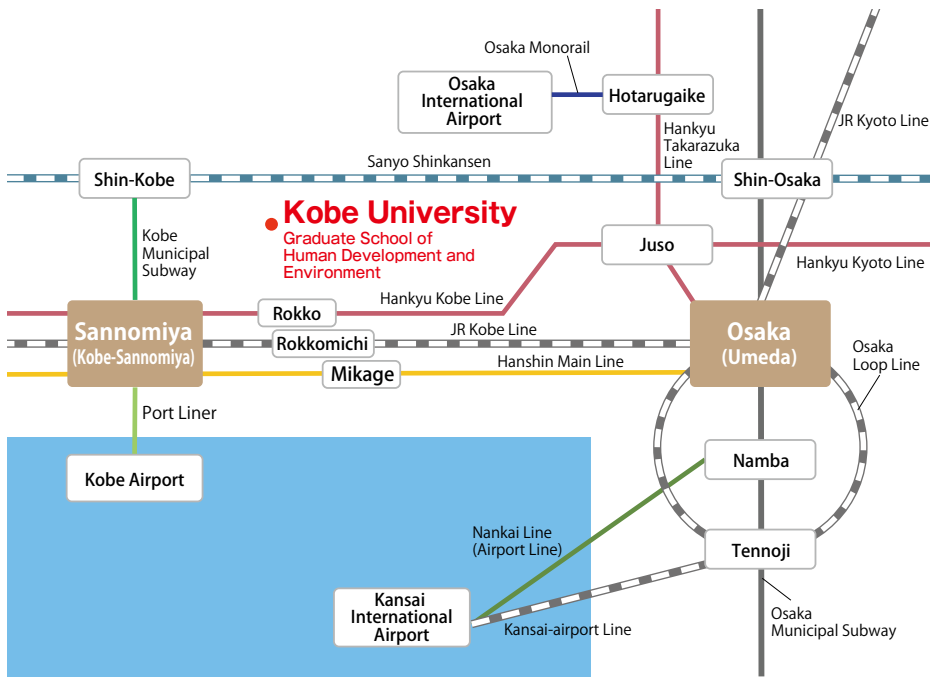 Osaka Monorail
Osaka
International
Airport
Hotarugaike
JR Kyoto Line
Hankyu
Takarazuka
Line
Sanyo Shinkansen
Shin-Kobe
Shin-Osaka
Kobe University
Graduate School of
Human Development and
Environment
Kobe
Municipal
Subway
Juso
Hankyu Kyoto Line
Hankyu Kobe Line
Rokko
Sannomiya
(Kobe-Sannomiya)
JR Kobe Line
Rokkomichi
Osaka
(Umeda)
Osaka
Loop Line
Hanshin Main Line
Mikage
Port Liner
Kobe Airport
Namba
Nankai Line
(Airport Line)
Tennoji
Kansai
International
Airport
Kansai-airport Line
Osaka
Municipal Subway